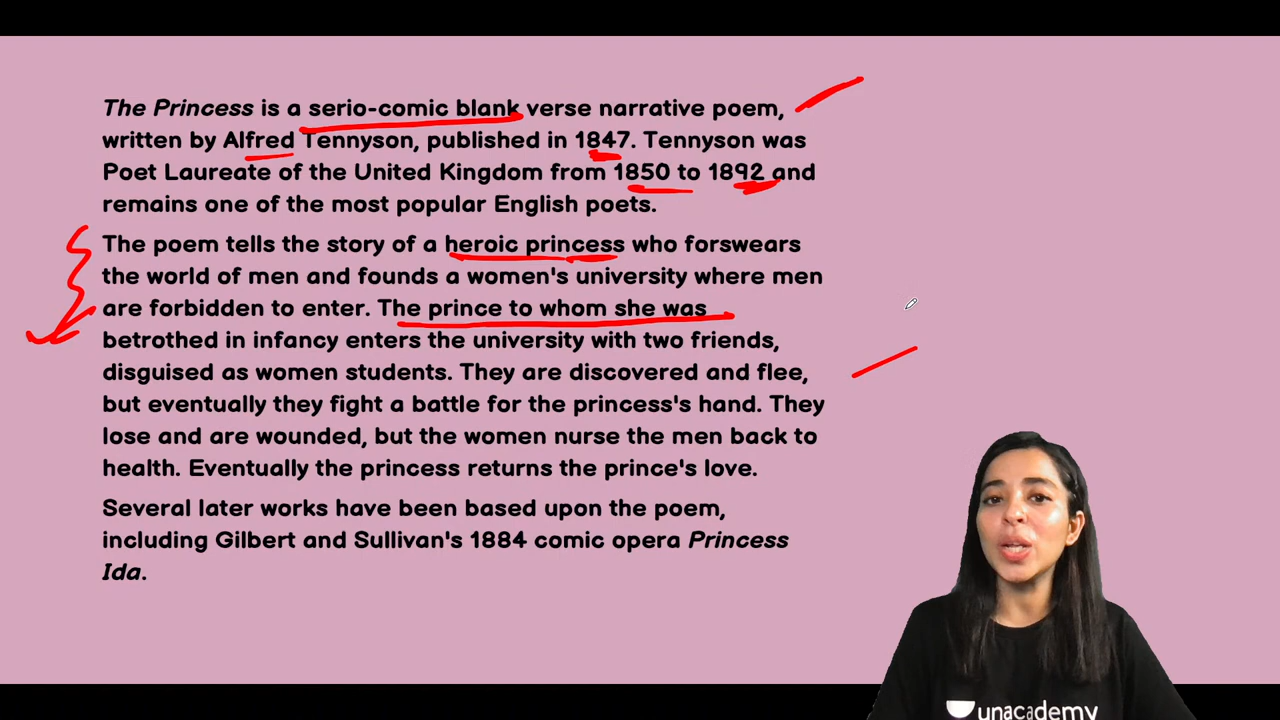 The Princess is a serio-comic blank verse narrative poem,
written by Alfred Tennyson, published in 1847. Tennyson was
Poet Laureate of the United Kingdom from 1850 to 1892 and
remains one of the most popular English poets.
The poem tells the story of a heroic princess who forswears
the world of men and founds a women's university where men
are forbidden to enter. The prince to whom she was
betrothed in infancy enters the university with two friends,
disguised as women students. They are discovered and flee,
but eventually they fight a battle for the princess's hand. They
lose and are wounded, but the women nurse the men back to
health. Eventually the princess returns the prince's love.
Several later works have been based upon the poem,
including Gilbert and Sullivan's 1884 comic opera Princess
Ida.
unacademy